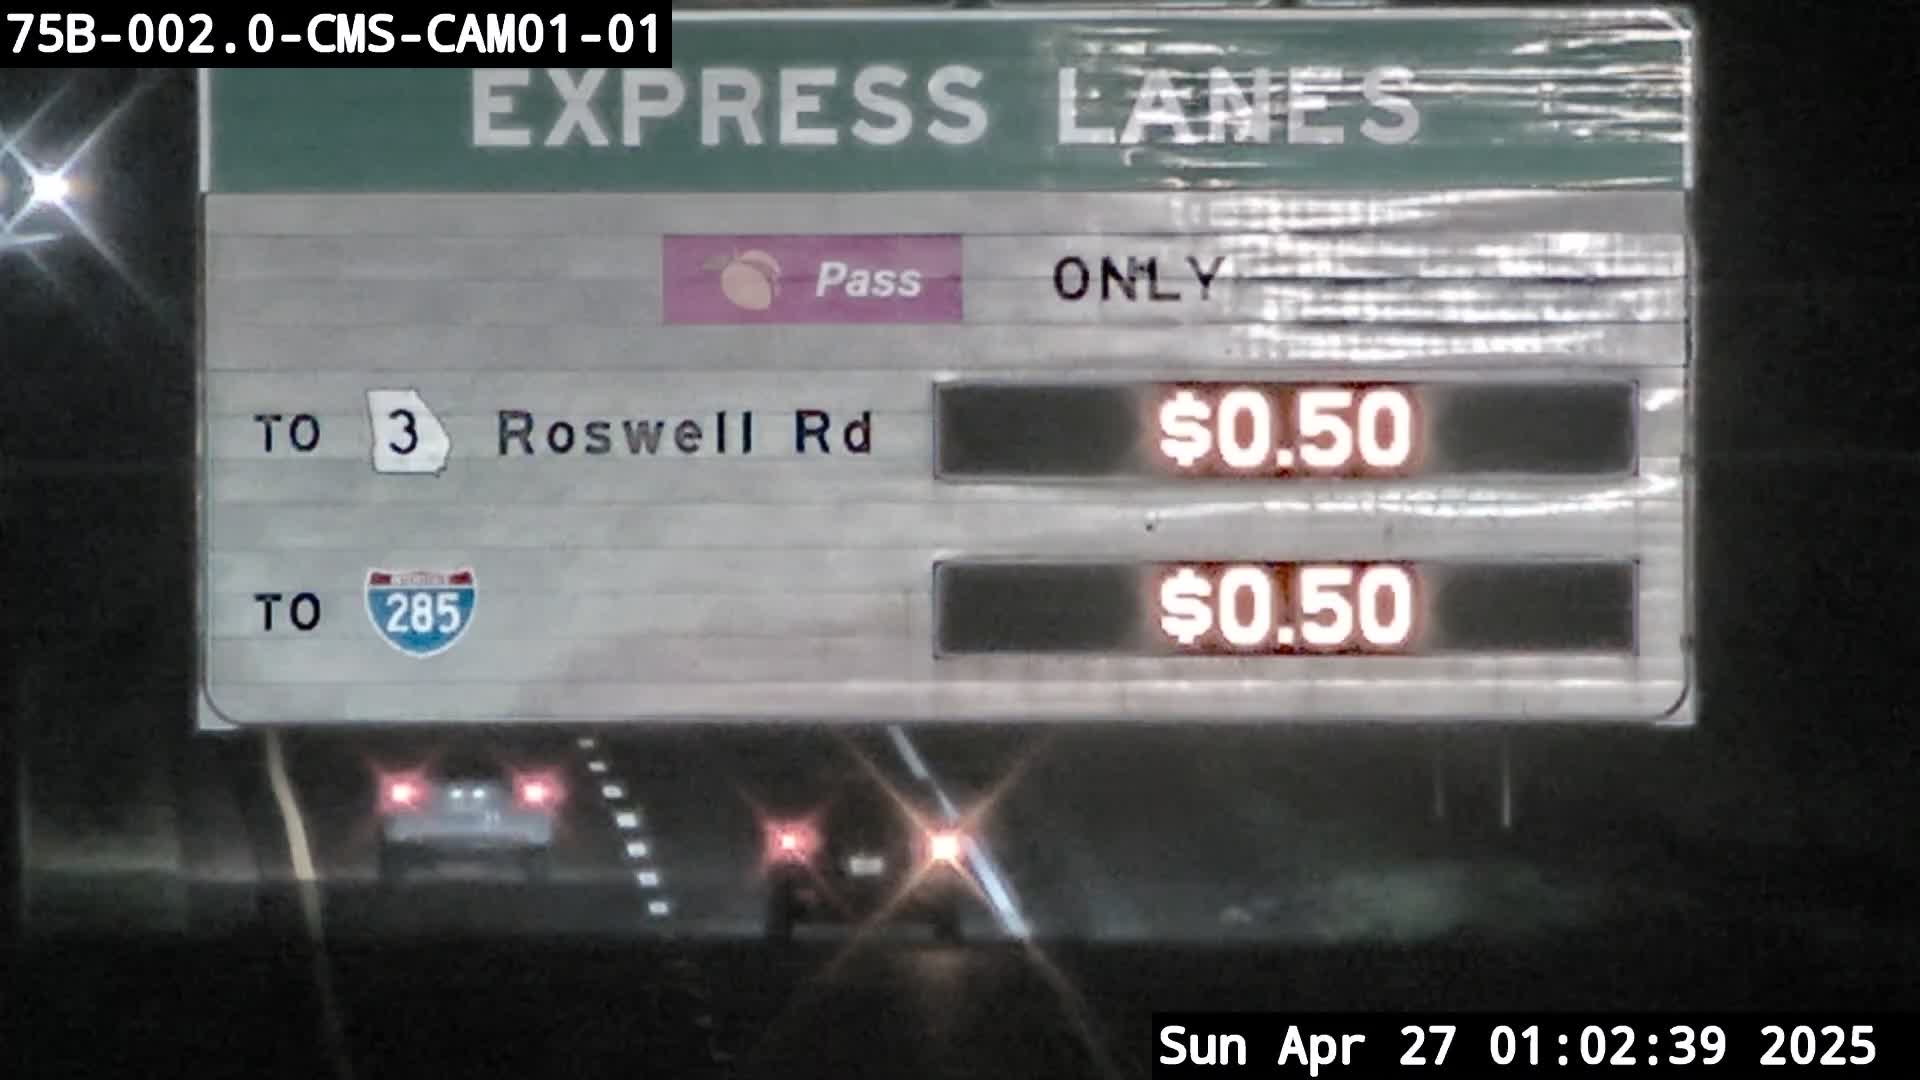 75B-002.0-CMS-CAM01-01
EXPRESS LANES
Pass ONLY
TO 3 Roswell Rd $0.50
TO 285 $0.50
Sun Apr 27 01:02:39 2025